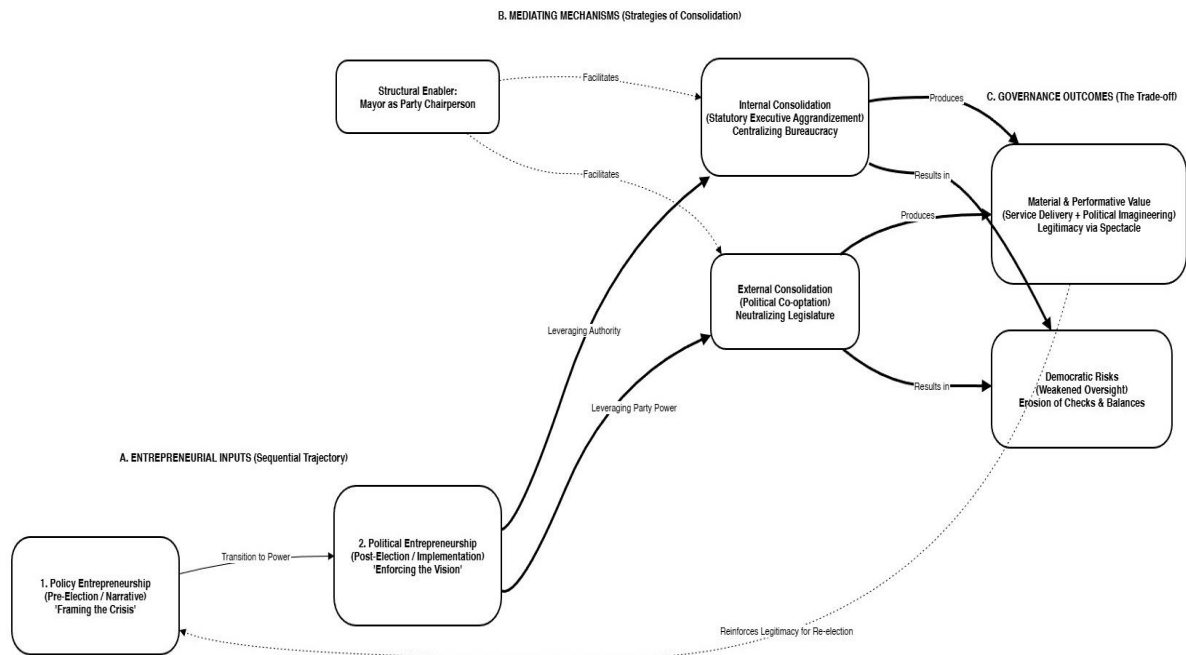 B. MEDIATING MECHANISMS (Strategies of Consolidation)
Structural Enabler:
Mayor as Party Chairperson
Facilitates
Facilitates
Internal Consolidation
(Statutory Executive Aggrandizement)
Centralizing Bureaucracy
Produces
Results in
C. GOVERNANCE OUTCOMES (The Trade-off)
Material & Performative Value
(Service Delivery + Political Imagineering)
Legitimacy via Spectacle
Produces
External Consolidation
(Political Co-optation)
Neutralizing Legislature
Results in
Democratic Risks
(Weakened Oversight)
Erosion of Checks & Balances
Leveraging Authority
Leveraging Party Power
A. ENTREPRENEURIAL INPUTS (Sequential Trajectory)
1. Policy Entrepreneurship
(Pre-Election / Narrative)
'Framing the Crisis'
Transition to Power
2. Political Entrepreneurship
(Post-Election / Implementation)
'Enforcing the Vision'
Reinforces Legitimacy for Re-election